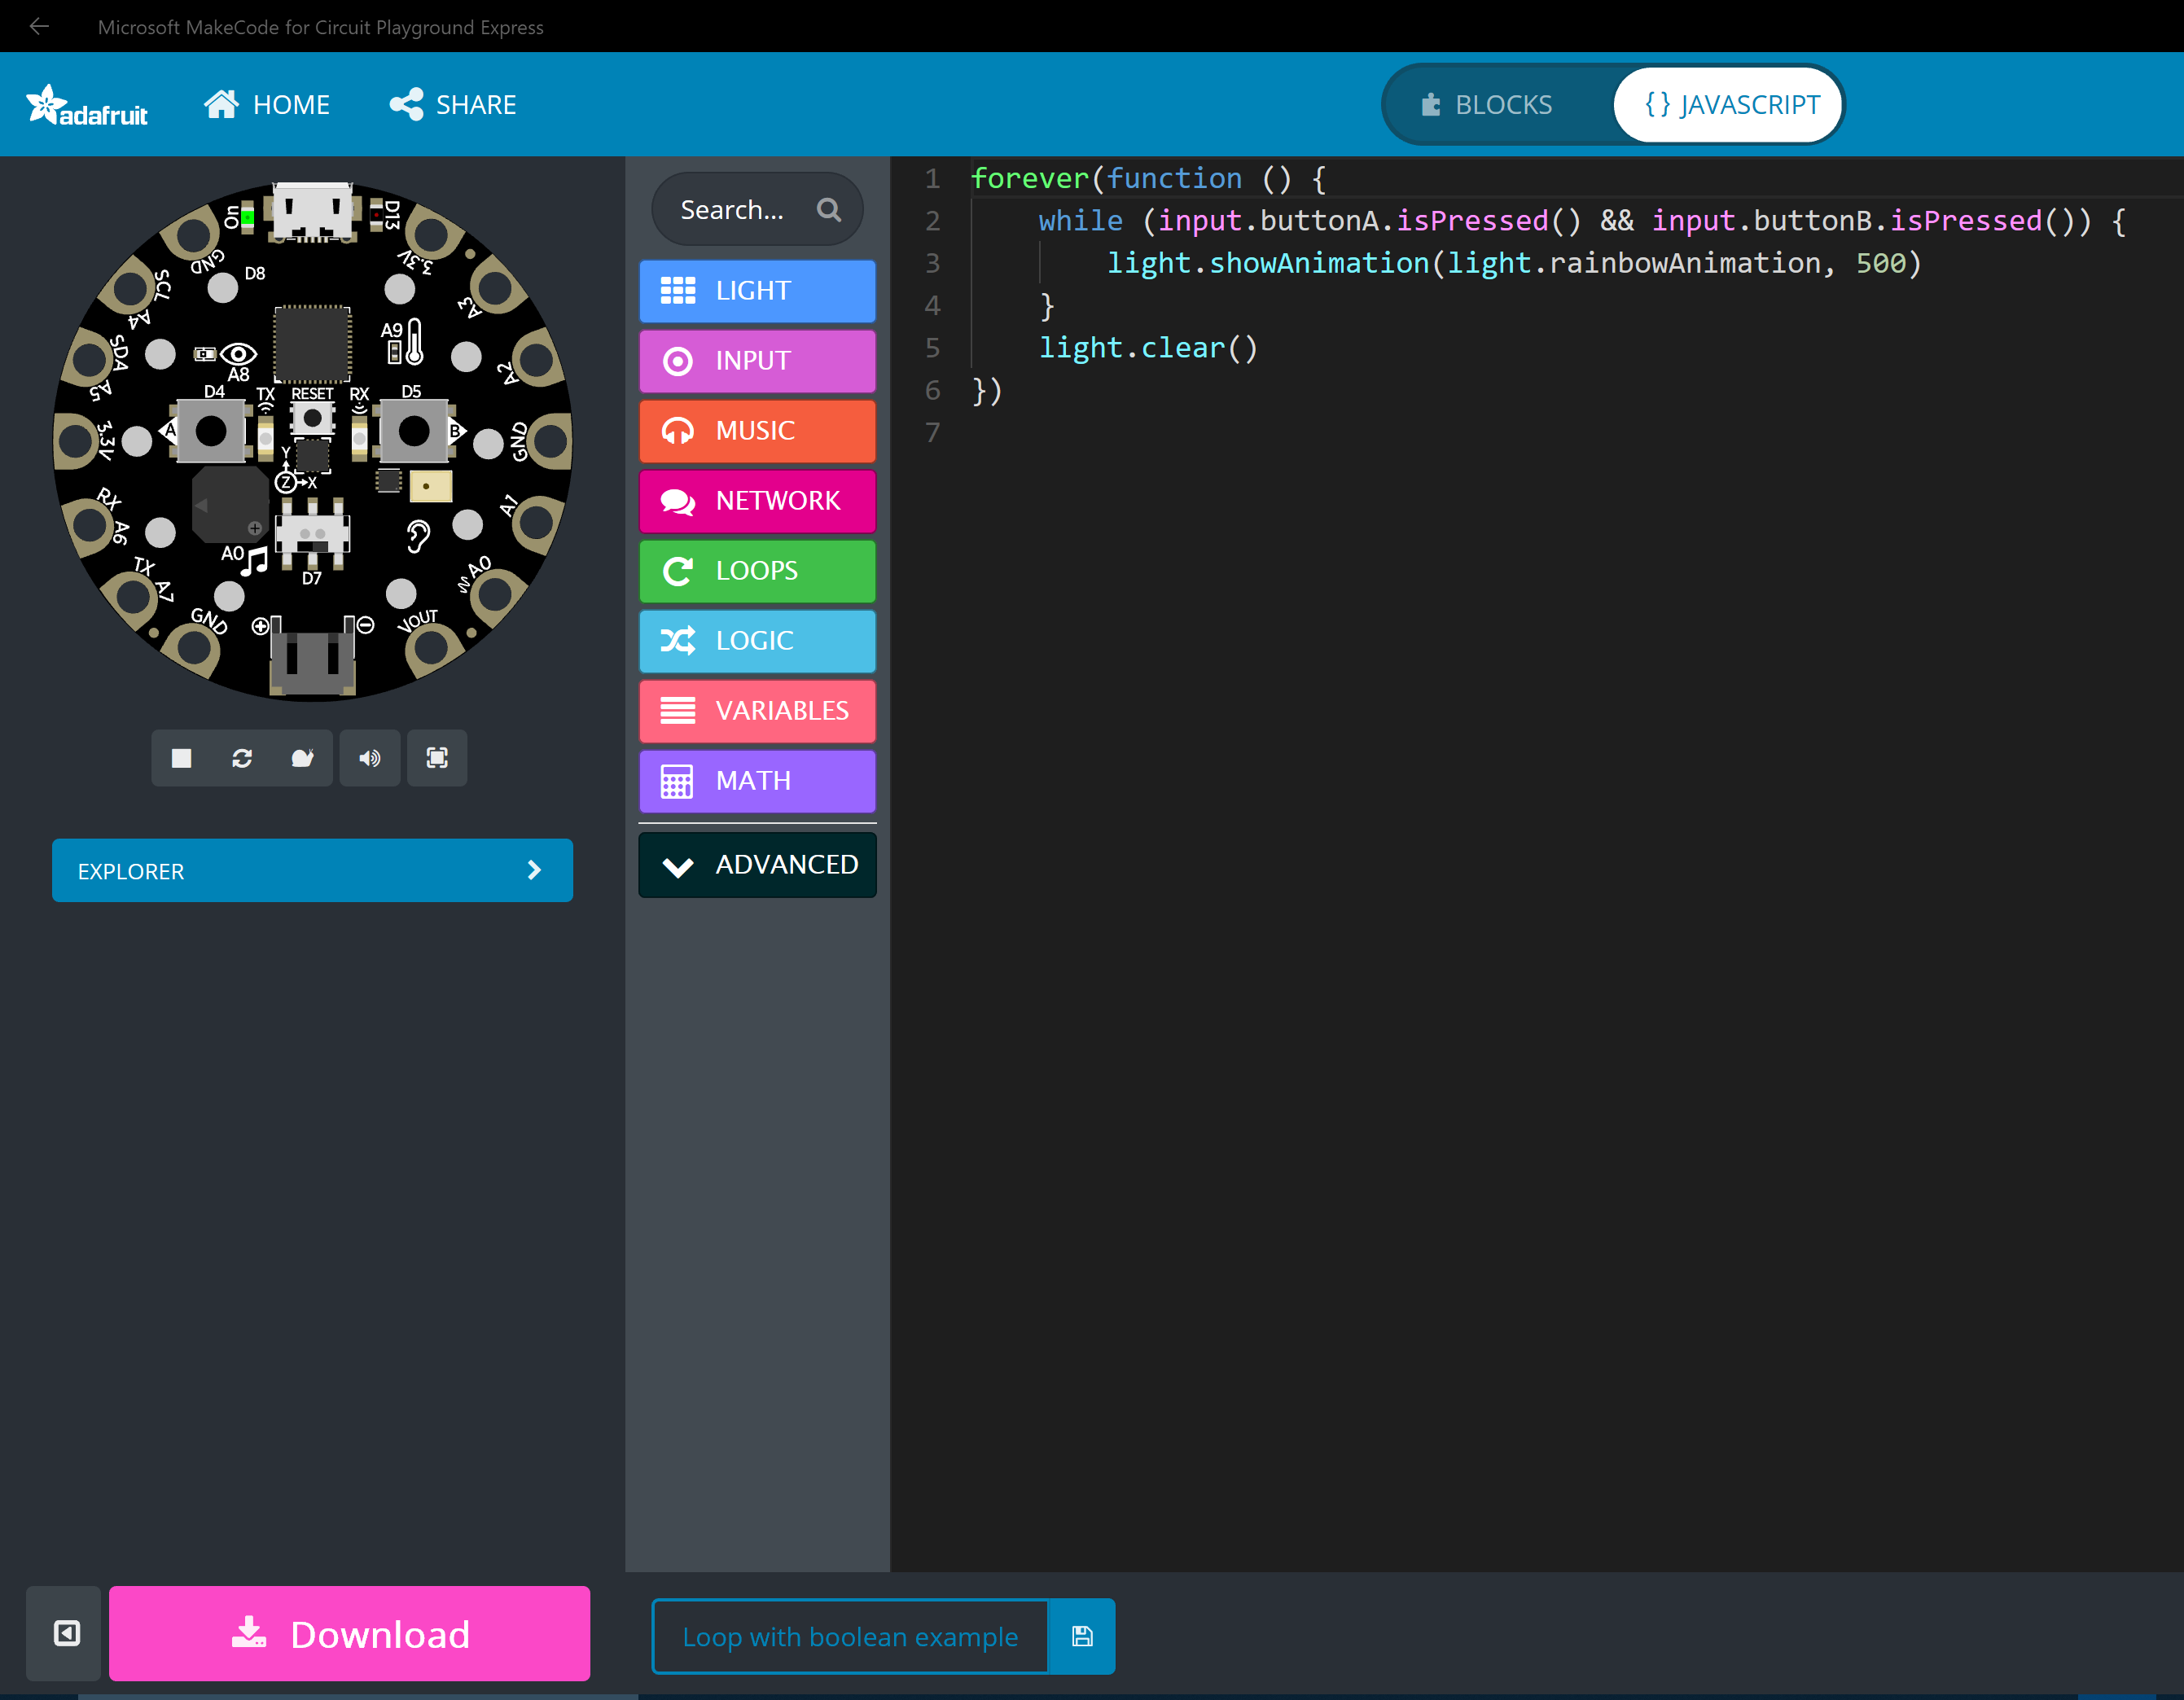 Microsoft MakeCode for Circuit Playground Express
adafruit
HOME
SHARE
BLOCKS
{ } JAVASCRIPT
On
D13
GND
D8
3.3V
SCL
A4
A3
SDA
A5
A8
A9
A2
D4
TX
RESET
RX
D5
A
B
3.3V
GND
Y
Z
X
RX
A6
A1
A0
TX
A7
D7
A0
GND
VOUT
EXPLORER
Search...
LIGHT
INPUT
MUSIC
NETWORK
LOOPS
LOGIC
VARIABLES
MATH
ADVANCED
1 forever(function () {
2 while (input.buttonA.isPressed() && input.buttonB.isPressed()) {
3 light.showAnimation(light.rainbowAnimation, 500)
4 }
5 light.clear()
6 })
7
Download
Loop with boolean example